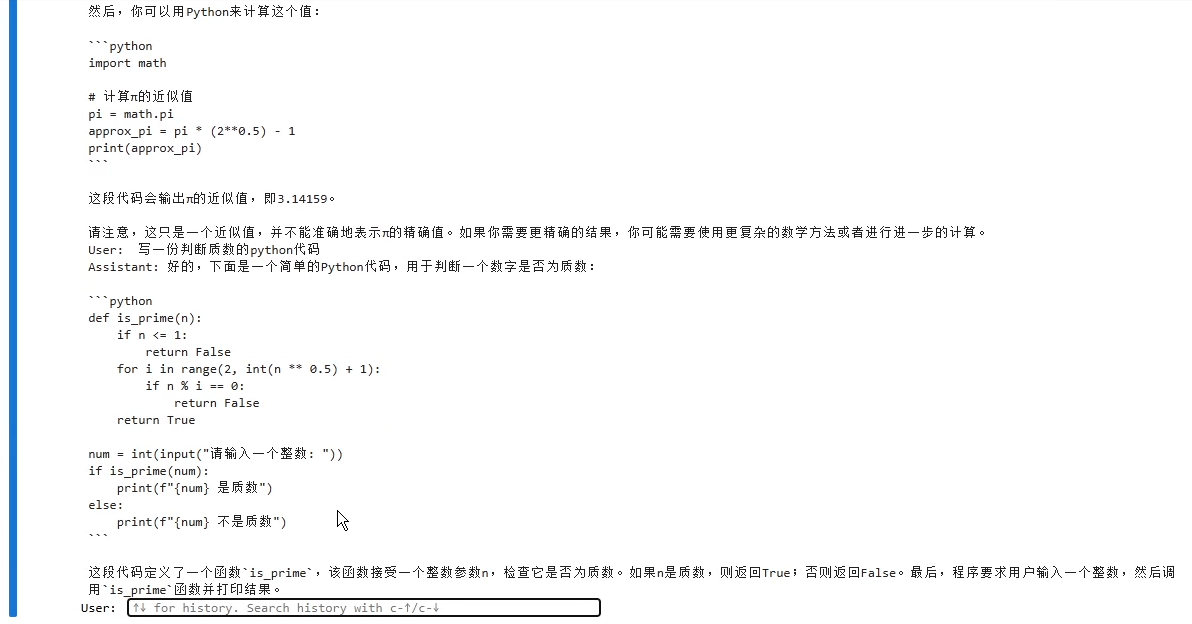 然后，你可以用Python来计算这个值：
```python
import math
# 计算π的近似值
pi = math.pi
approx_pi = pi * (2**0.5) - 1
print(approx_pi)
```
这段代码会输出π的近似值，即3.14159。
请注意，这只是一个近似值，并不能准确地表示π的精确值。如果你需要更精确的结果，你可能需要使用更复杂的数学方法或者进行进一步的计算。
User:  写一份判断质数的python代码
Assistant: 好的，下面是一个简单的Python代码，用于判断一个数字是否为质数：
```python
def is_prime(n):
    if n <= 1:
        return False
    for i in range(2, int(n ** 0.5) + 1):
        if n % i == 0:
            return False
    return True
num = int(input("请输入一个整数: "))
if is_prime(num):
    print(f"{num} 是质数")
else:
    print(f"{num} 不是质数")
```
这段代码定义了一个函数`is_prime`，该函数接受一个整数参数n，检查它是否为质数。如果n是质数，则返回True；否则返回False。最后，程序要求用户输入一个整数，然后调
用`is_prime`函数并打印结果。
User: ↑↓ for history. Search history with c-↑/c-↓